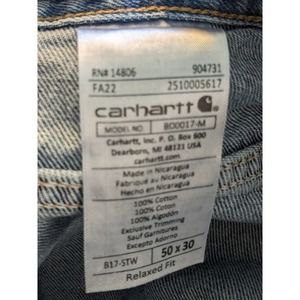 RN# 14806 904731
FA22 2510005617
carhartt
MODEL NO B00017-M
Carhartt, Inc. P. O. Box 600
Dearborn, MI 48121 USA
carhartt.com
Made in Nicaragua
Fabriqué au Nicaragua
Hecho en Nicaragua
100% Cotton
100% Coton
100% Algodón
Exclusive Trimming
Sauf Garnitures
Excepto Adorno
B17-STW 50 x 30
Relaxed Fit